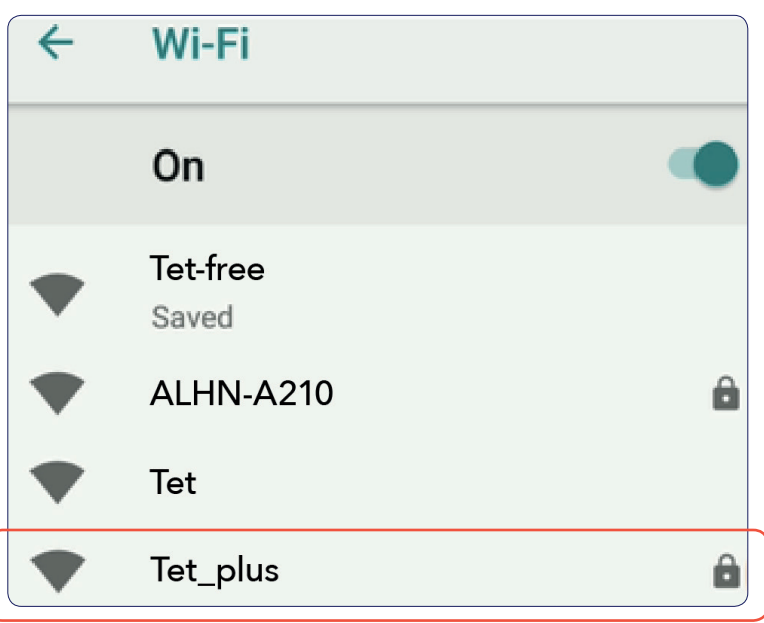 Wi-Fi
On
Tet-free
Saved
ALHN-A210
Tet
Tet_plus